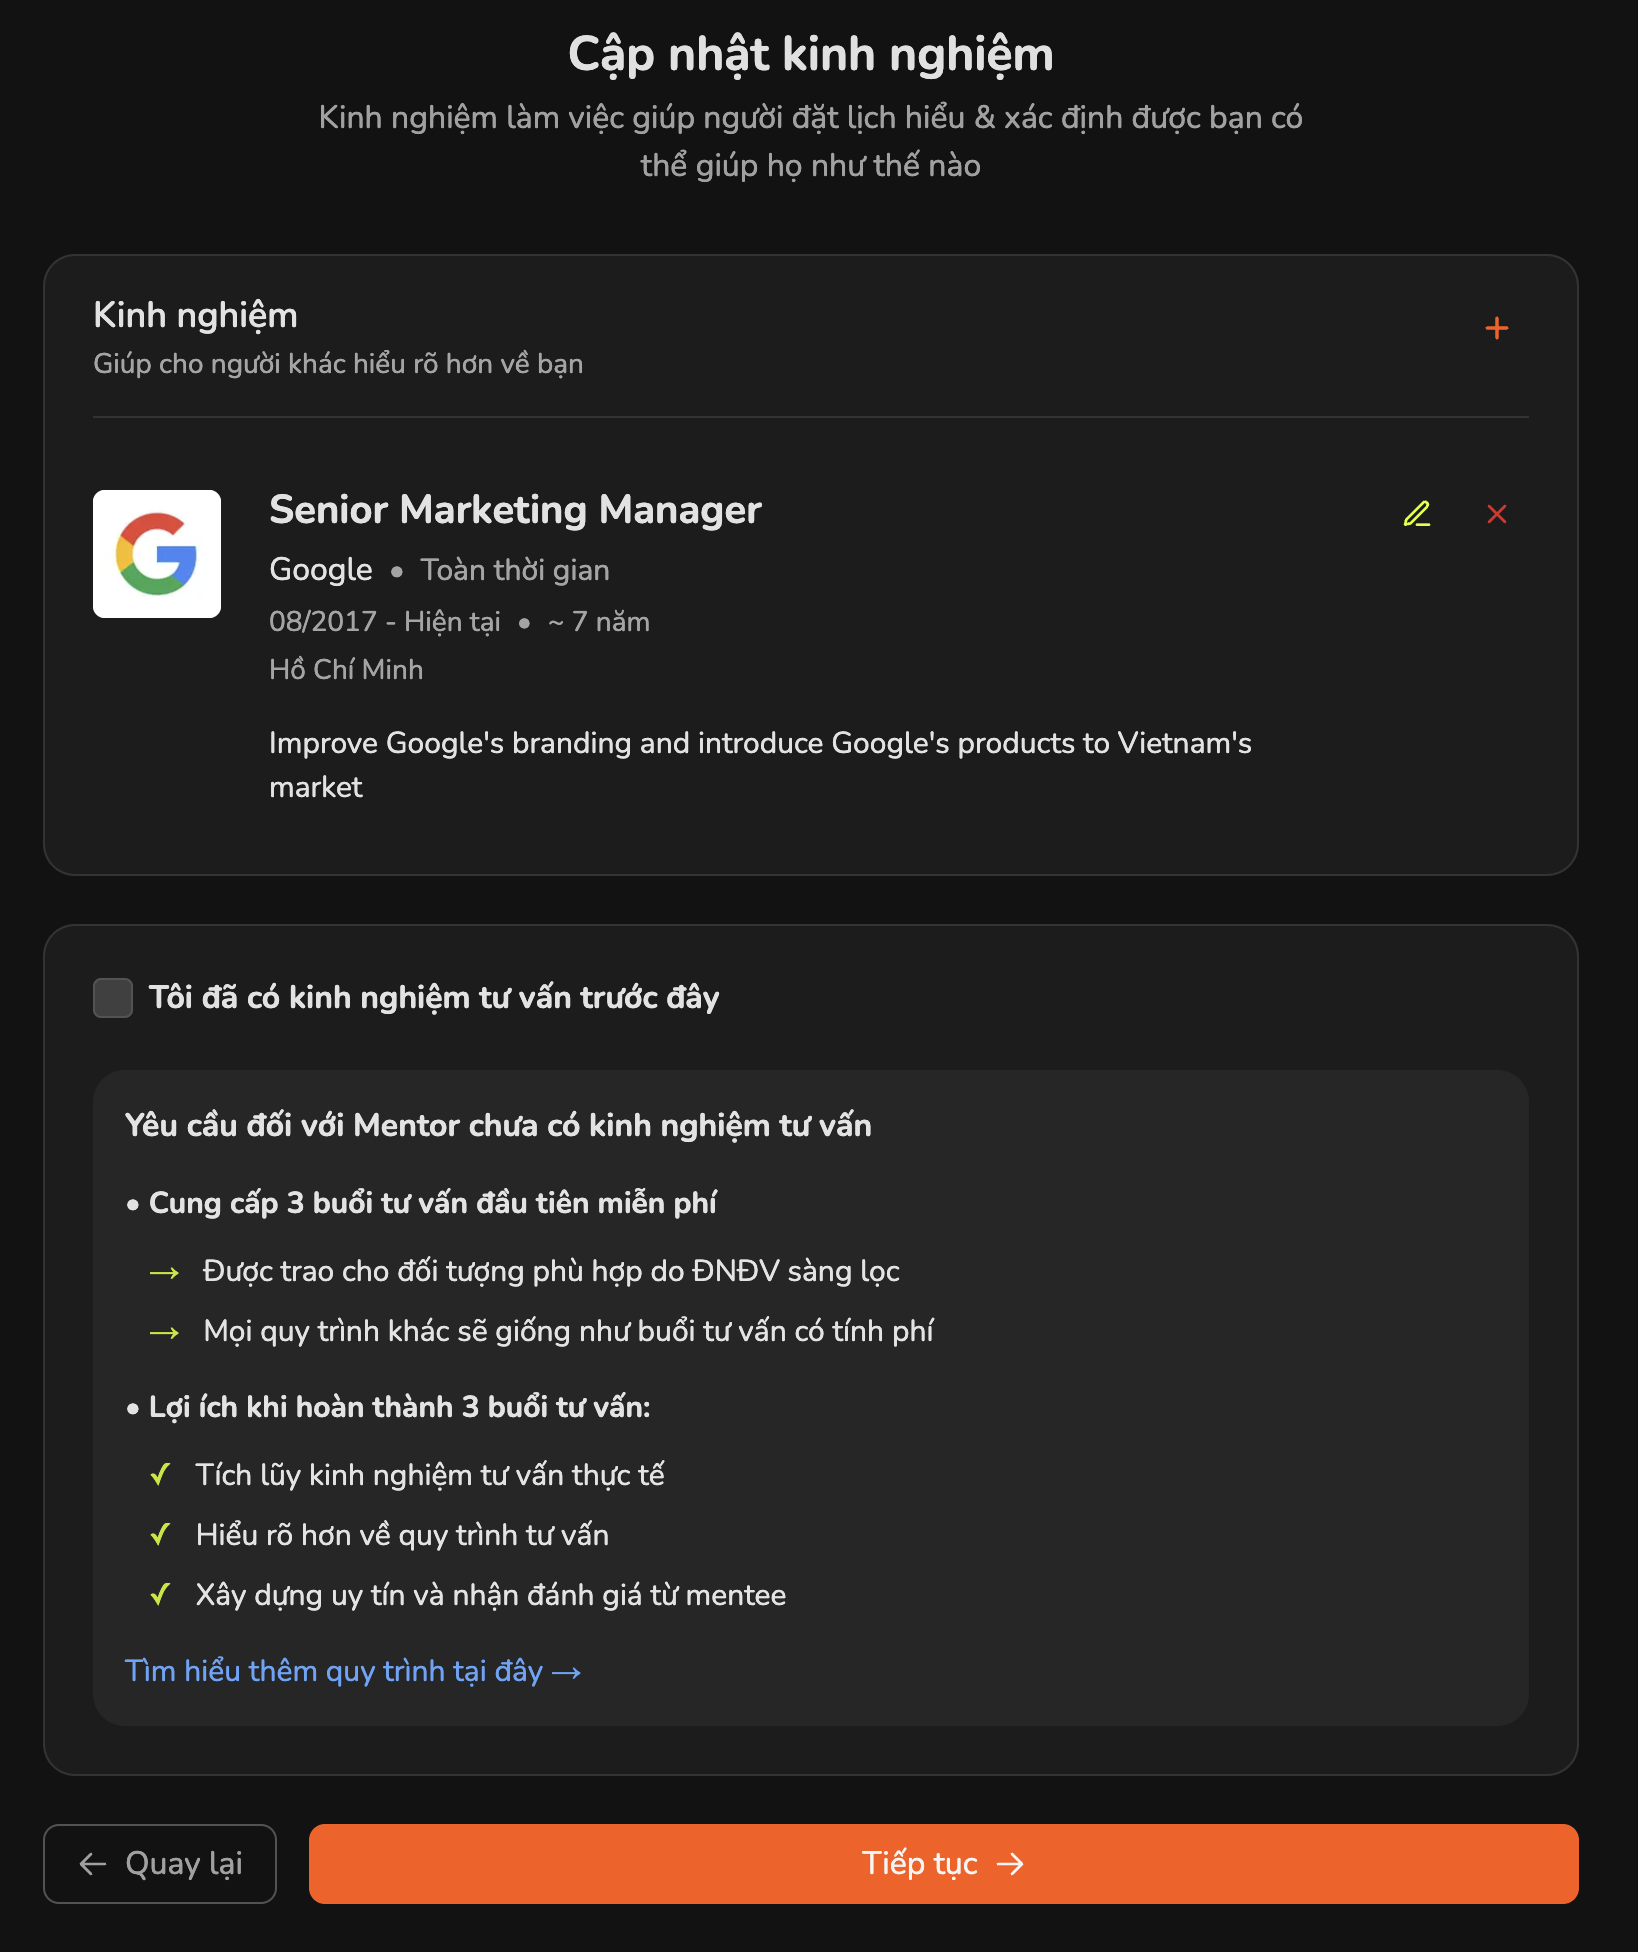 Cập nhật kinh nghiệm
Kinh nghiệm làm việc giúp người đặt lịch hiểu & xác định được bạn có
thể giúp họ như thế nào
Kinh nghiệm
Giúp cho người khác hiểu rõ hơn về bạn
Senior Marketing Manager
Google • Toàn thời gian
08/2017 - Hiện tại • ~ 7 năm
Hồ Chí Minh
Improve Google's branding and introduce Google's products to Vietnam's
market
Tôi đã có kinh nghiệm tư vấn trước đây
Yêu cầu đối với Mentor chưa có kinh nghiệm tư vấn
• Cung cấp 3 buổi tư vấn đầu tiên miễn phí
→ Được trao cho đối tượng phù hợp do ĐNĐV sàng lọc
→ Mọi quy trình khác sẽ giống như buổi tư vấn có tính phí
• Lợi ích khi hoàn thành 3 buổi tư vấn:
✓ Tích lũy kinh nghiệm tư vấn thực tế
✓ Hiểu rõ hơn về quy trình tư vấn
✓ Xây dựng uy tín và nhận đánh giá từ mentee
Tìm hiểu thêm quy trình tại đây →
← Quay lại
Tiếp tục →